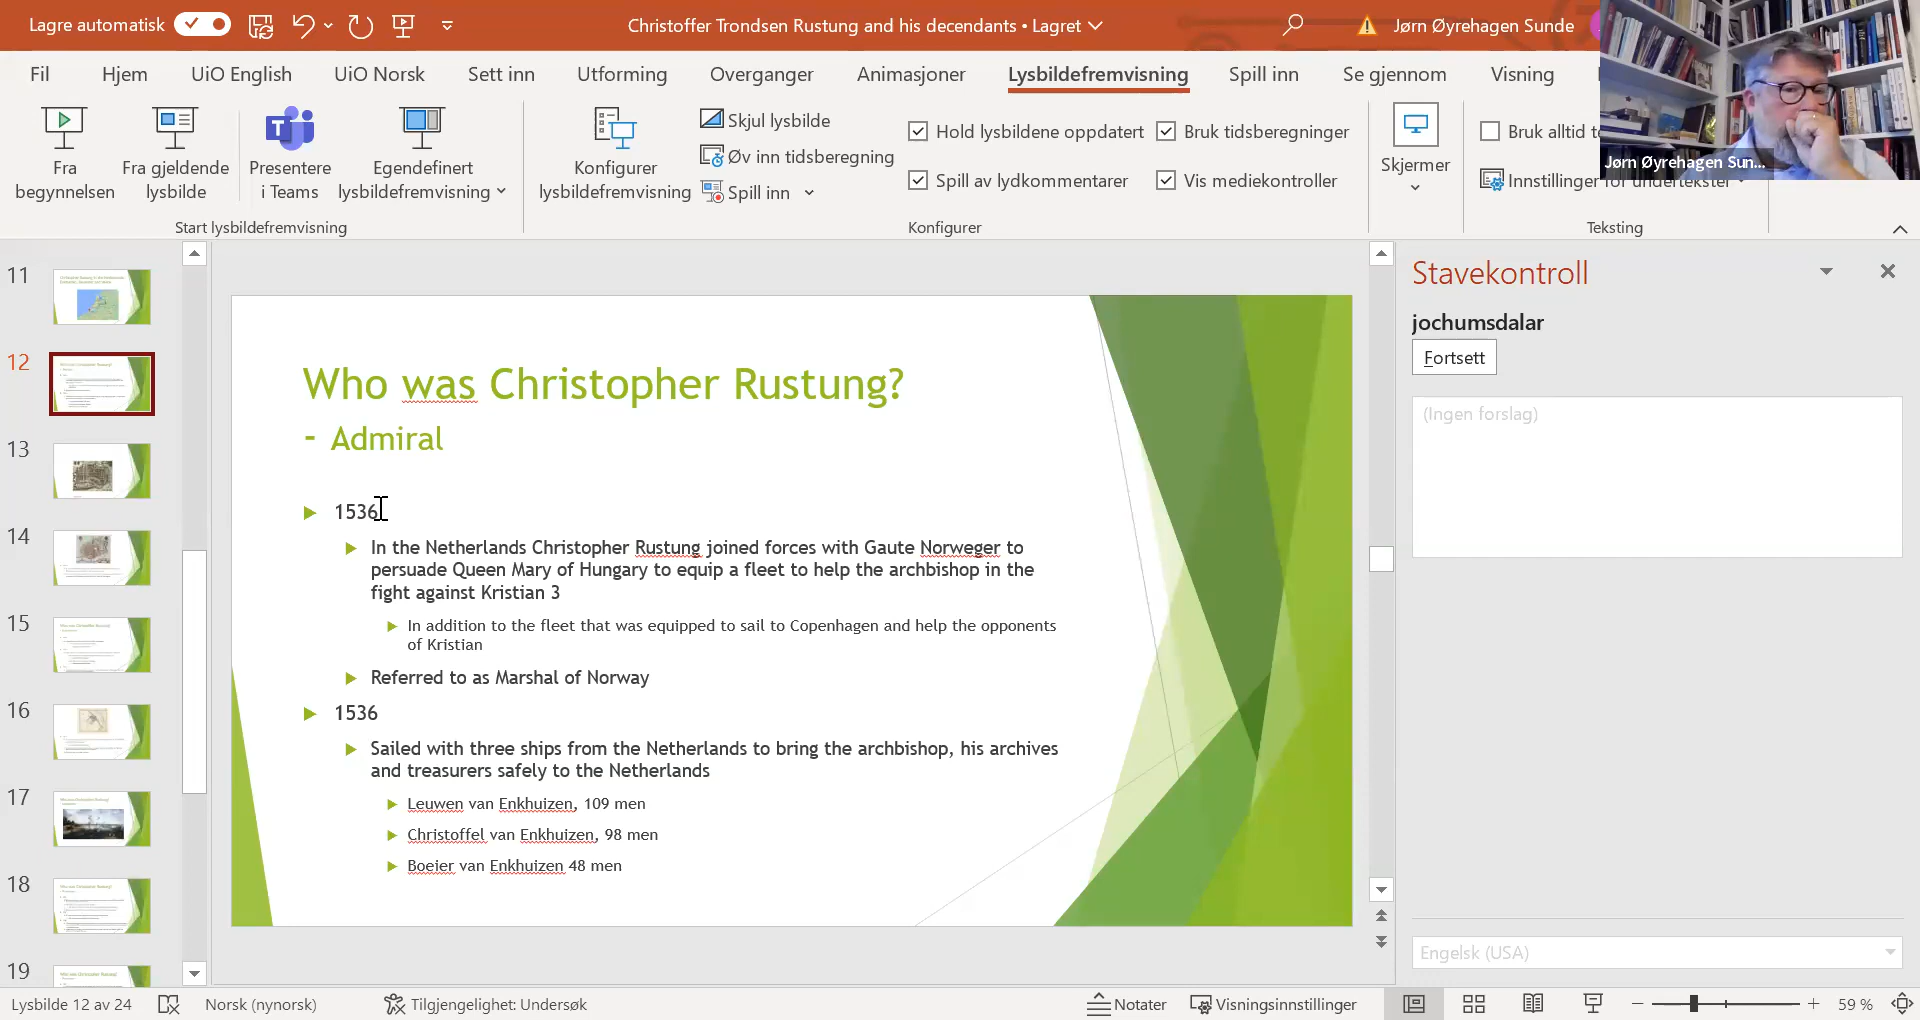 Lagre automatisk
Christoffer Trondsen Rustung and his decendants • Lagret
Jørn Øyrehagen Sunde
Fil Hjem UiO English UiO Norsk Sett inn Utforming Overganger Animasjoner Lysbildefremvisning Spill inn Se gjennom Visning
Fra begynnelsen
Fra gjeldende lysbilde
Presentere i Teams
Egendefinert lysbildefremvisning
Start lysbildefremvisning
Konfigurer lysbildefremvisning
Skjul lysbilde
Øv inn tidsberegning
Spill inn
Hold lysbildene oppdatert
Spill av lydkommentarer
Bruk tidsberegninger
Vis mediekontroller
Konfigurer
Skjermer
Bruk alltid
Innstillinger for undertekster
Teksting
Jørn Øyrehagen Sun...
11
12
13
14
15
16
17
18
19
Who was Christopher Rustung?
- Admiral
1536
In the Netherlands Christopher Rustung joined forces with Gaute Norweger to
persuade Queen Mary of Hungary to equip a fleet to help the archbishop in the
fight against Kristian 3
In addition to the fleet that was equipped to sail to Copenhagen and help the opponents
of Kristian
Referred to as Marshal of Norway
1536
Sailed with three ships from the Netherlands to bring the archbishop, his archives
and treasurers safely to the Netherlands
Leuwen van Enkhuizen, 109 men
Christoffel van Enkhuizen, 98 men
Boeier van Enkhuizen 48 men
Stavekontroll
jochumsdalar
Fortsett
(Ingen forslag)
Engelsk (USA)
Lysbilde 12 av 24
Norsk (nynorsk)
Tilgjengelighet: Undersøk
Notater
Visningsinnstillinger
59 %